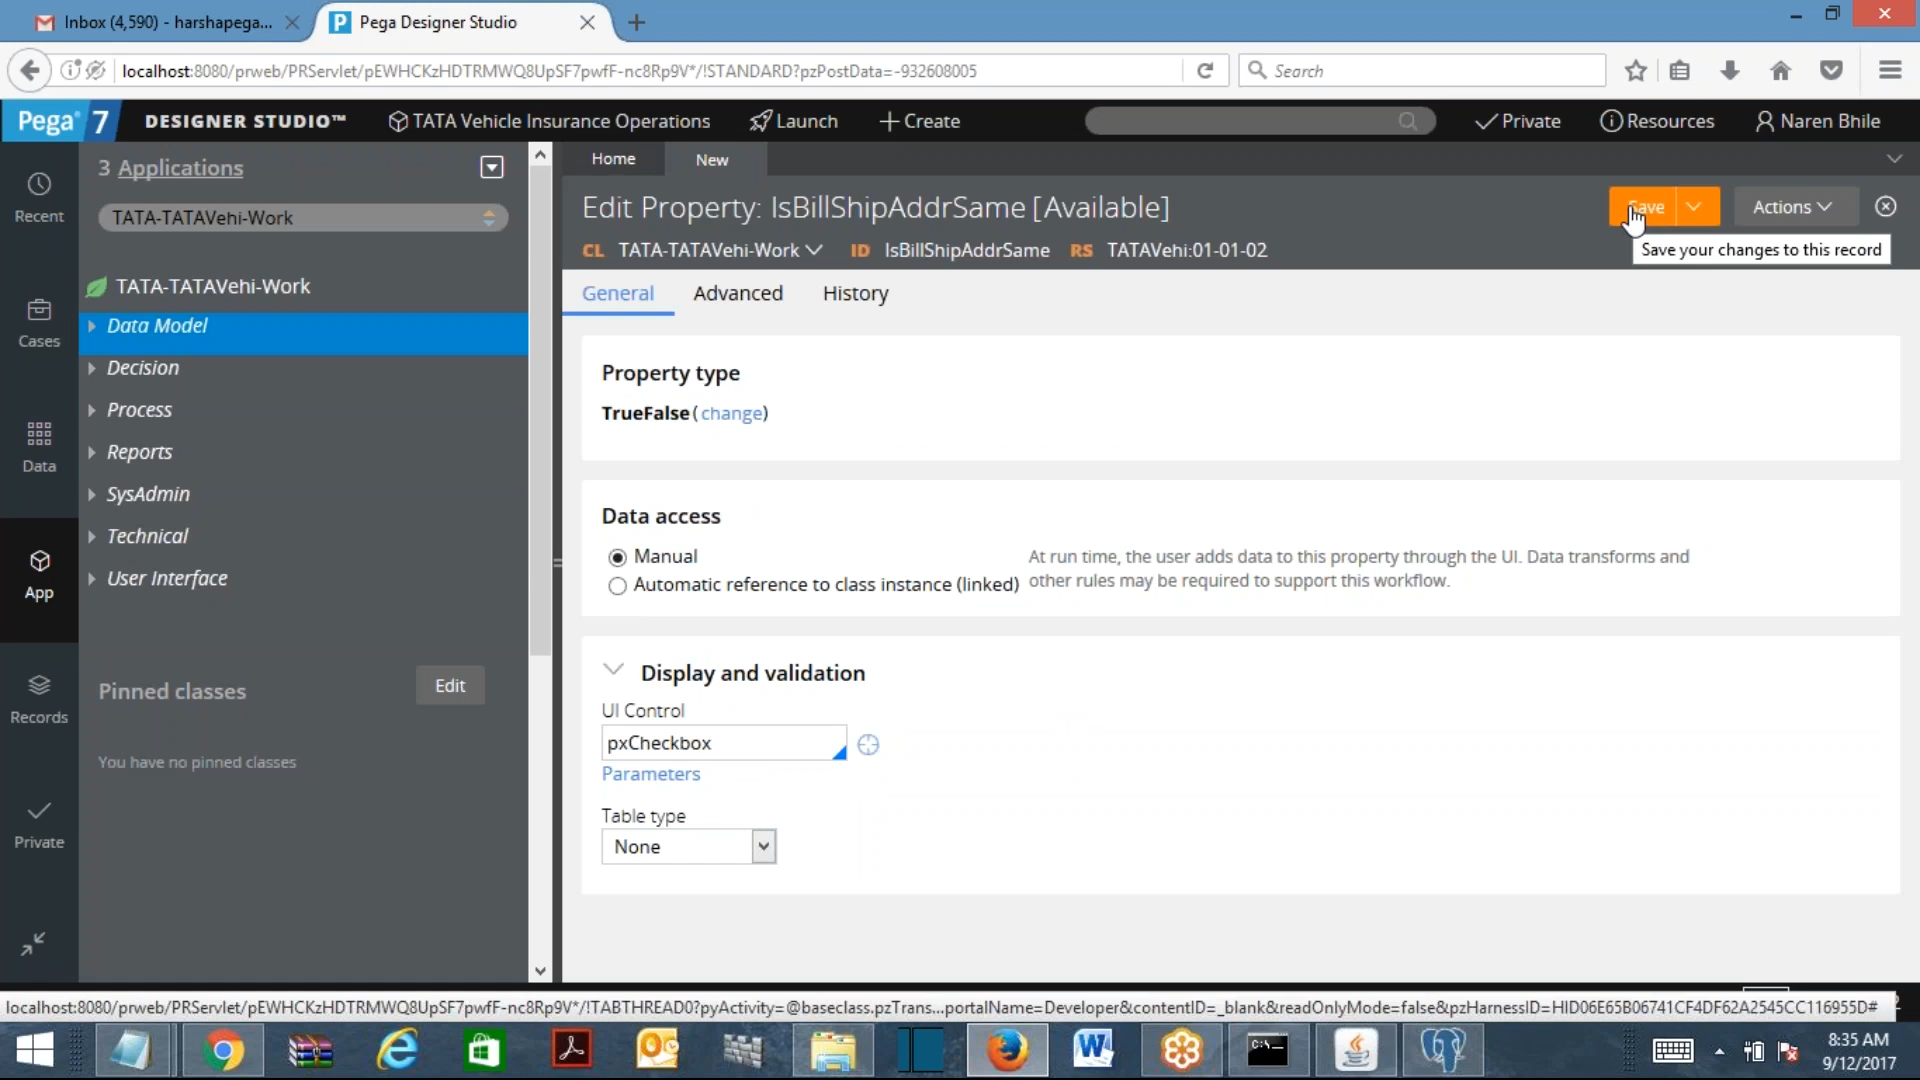 Inbox (4,590) - harshapega...
Pega Designer Studio
localhost:8080/prweb/PRServlet/pEWHCKzHDTRMWQ8UpSF7pwfF-nc8Rp9V*/!STANDARD?pzPostData=-932608005
Search
Pega 7 DESIGNER STUDIO™ TATA Vehicle Insurance Operations Launch Create Private Resources Naren Bhile
3 Applications
TATA-TATAVehi-Work
TATA-TATAVehi-Work
Data Model
Decision
Process
Reports
SysAdmin
Technical
User Interface
Pinned classes Edit
You have no pinned classes
Recent
Cases
Data
App
Records
Private
Home New
Edit Property: IsBillShipAddrSame [Available]
Save Actions
CL TATA-TATAVehi-Work ID IsBillShipAddrSame RS TATAVehi:01-01-02
Save your changes to this record
General Advanced History
Property type
TrueFalse (change)
Data access
Manual
Automatic reference to class instance (linked)
At run time, the user adds data to this property through the UI. Data transforms and
other rules may be required to support this workflow.
Display and validation
UI Control
pxCheckbox
Parameters
Table type
None
localhost:8080/prweb/PRServlet/pEWHCKzHDTRMWQ8UpSF7pwfF-nc8Rp9V*/!TABTHREAD0?pyActivity=@baseclass.pzTrans...portalName=Developer&contentID=_blank&readOnlyMode=false&pzHarnessID=HID06E65B06741CF4DF62A2545CC116955D#
8:35 AM
9/12/2017